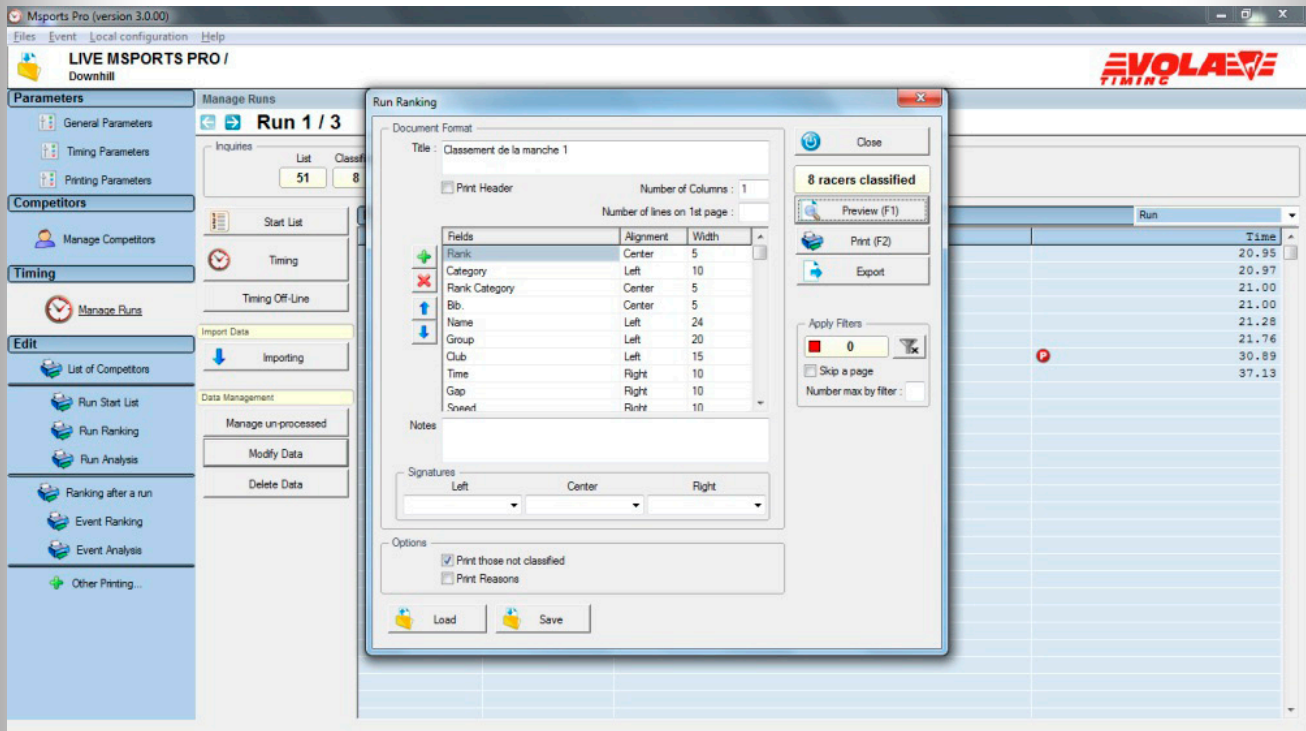 Msports Pro (version 3.0.00)
Files Event Local configuration Help
LIVE MSPORTS PRO /
Downhill
VOLA
TIMING
Parameters
General Parameters
Timing Parameters
Printing Parameters
Competitors
Manage Competitors
Timing
Manage Runs
Edit
List of Competitors
Run Start List
Run Ranking
Run Analysis
Ranking after a run
Event Ranking
Event Analysis
Other Printing...
Manage Runs
Run 1 / 3
Inquiries
List Classifi
51 8
Start List
Timing
Timing Off-Line
Import Data
Importing
Data Management
Manage un-processed
Modify Data
Delete Data
Run Ranking
Document Format
Title : Classement de la manche 1
Print Header
Number of Columns : 1
Number of lines on 1st page :
Fields Alignment Width
Rank Center 5
Category Left 10
Rank Category Center 5
Bib. Center 5
Name Left 24
Group Left 20
Club Left 15
Time Right 10
Gap Right 10
Speed Right 10
Notes
Signatures
Left Center Right
Options
Print those not classified
Print Reasons
Load Save
Close
8 racers classified
Preview (F1)
Print (F2)
Export
Apply Filters
0
Skip a page
Number max by filter :
Run
Time
20.95
20.97
21.00
21.00
21.28
21.76
P 30.89
37.13